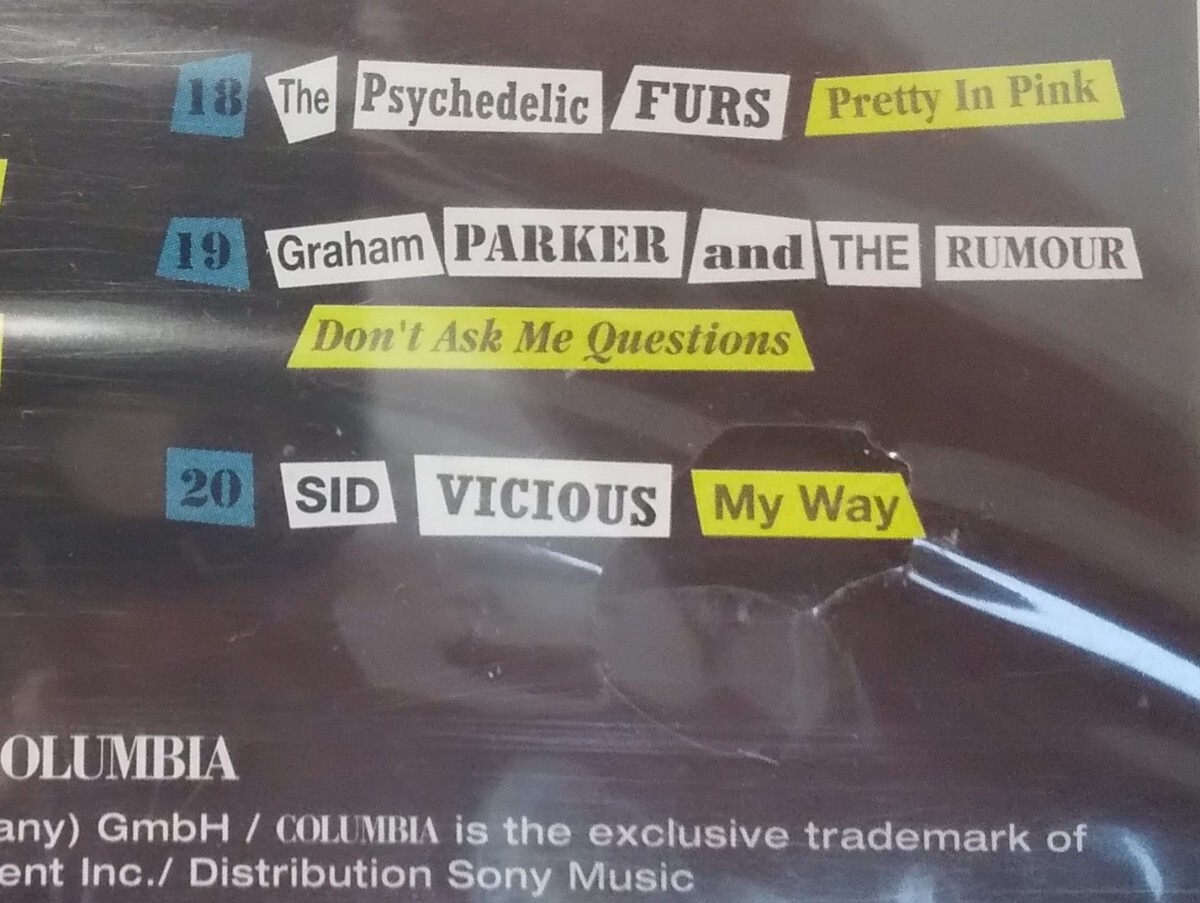 18 The Psychedelic FURS Pretty In Pink
19 Graham PARKER and THE RUMOUR
Don't Ask Me Questions
20 SID VICIOUS My Way
OLUMBIA
any) GmbH / COLUMBIA is the exclusive trademark of
ent Inc./ Distribution Sony Music